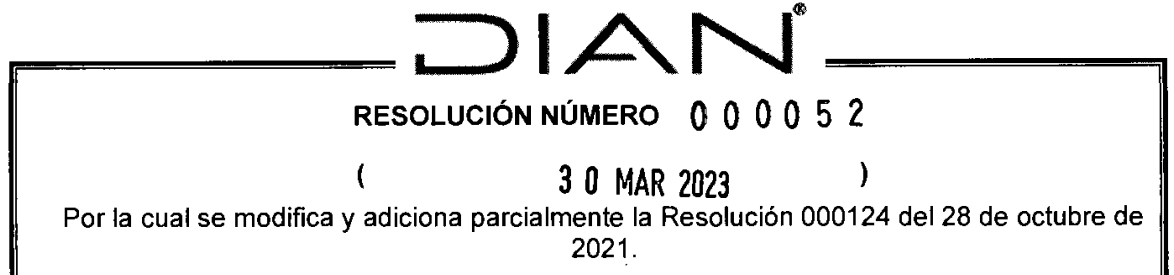 DIAN®
RESOLUCIÓN NÚMERO 000052
( 30 MAR 2023 )
Por la cual se modifica y adiciona parcialmente la Resolución 000124 del 28 de octubre de
2021.